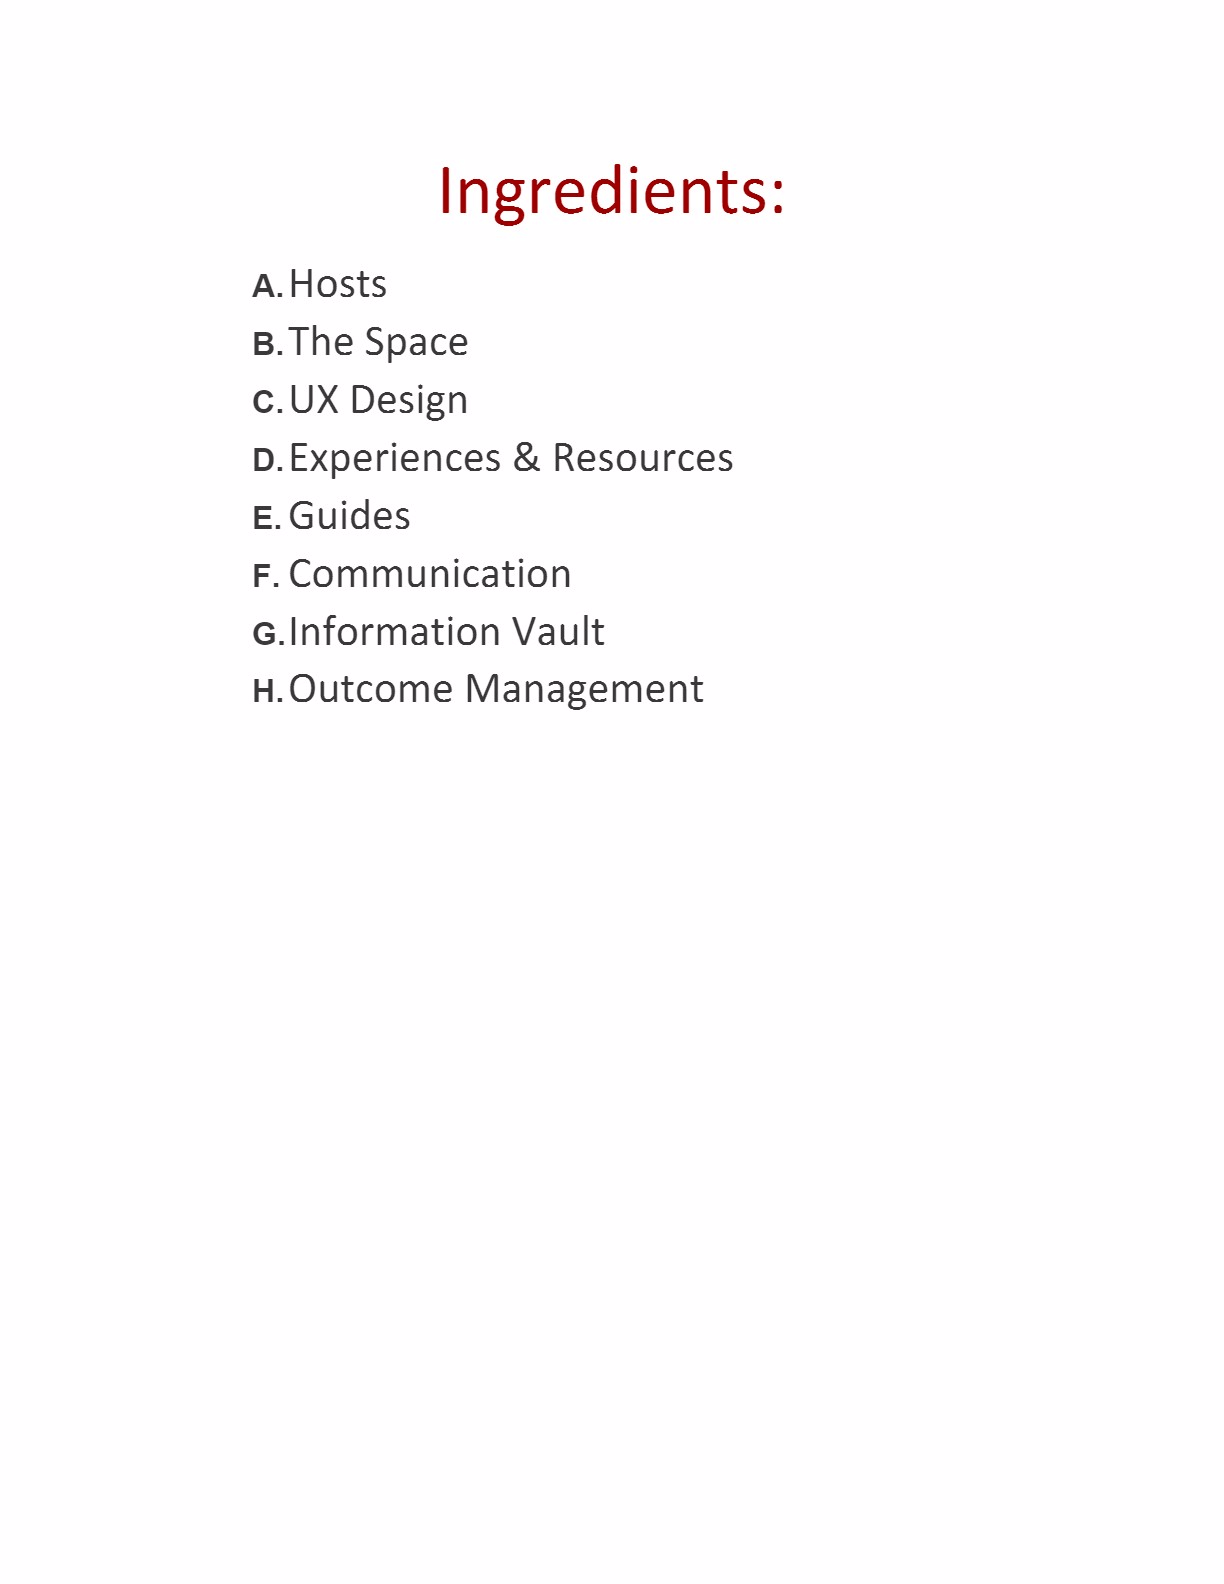 Ingredients:
A. Hosts
B. The Space
C. UX Design
D. Experiences & Resources
E. Guides
F. Communication
G. Information Vault
H. Outcome Management